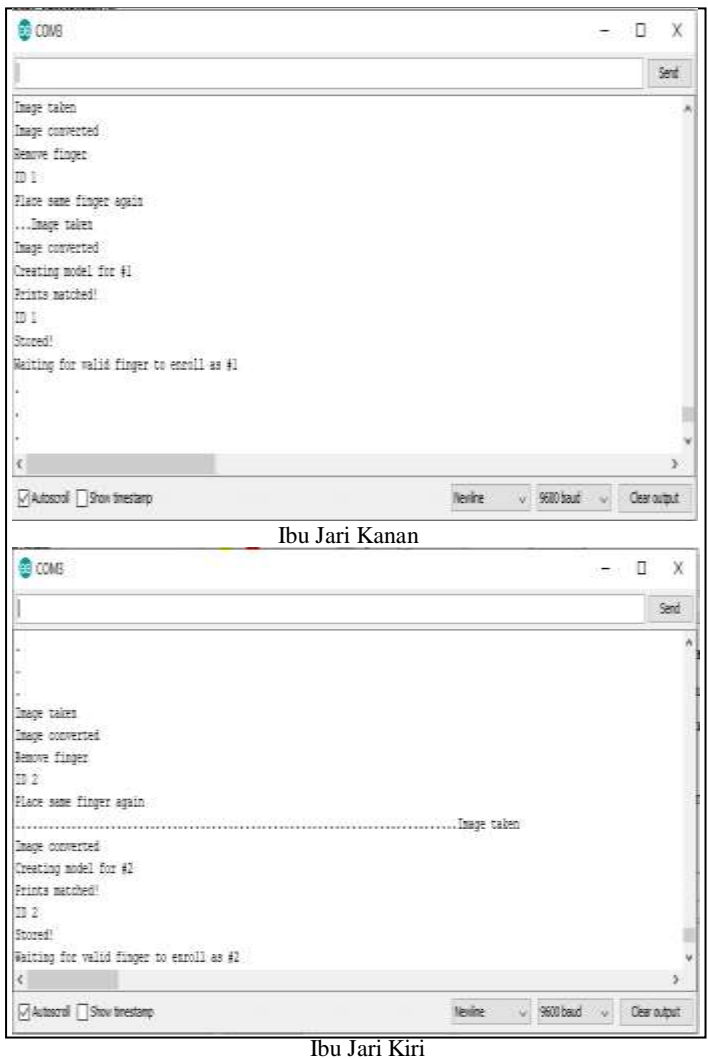 COM3
Send
Image taken
Image converted
Remove finger
ID 1
Place same finger again
...Image taken
Image converted
Creating model for #1
Prints matched!
ID 1
Stored!
Waiting for valid finger to enroll as #1
.
.
.
Autoscroll Show timestamp Newline 9600 baud Clear output
Ibu Jari Kanan
COM3
Send
.
.
.
Image taken
Image converted
Remove finger
ID 2
Place same finger again
..............................................................................Image taken
Image converted
Creating model for #2
Prints matched!
ID 2
Stored!
Waiting for valid finger to enroll as #2
Autoscroll Show timestamp Newline 9600 baud Clear output
Ibu Jari Kiri